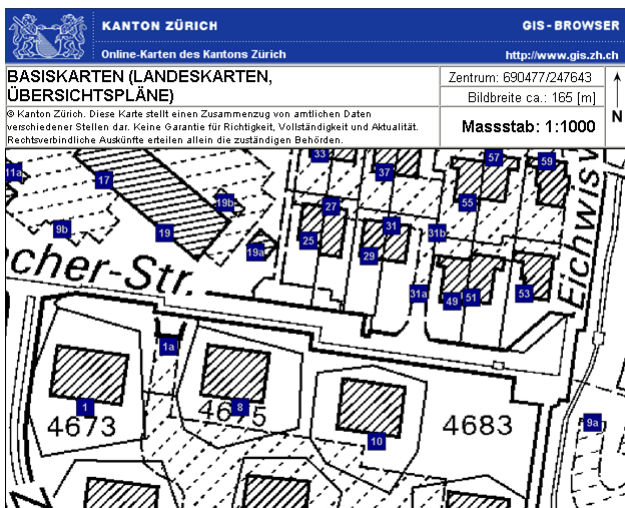 KANTON ZÜRICH
GIS - BROWSER
Online-Karten des Kantons Zürich
http://www.gis.zh.ch
BASISKARTEN (LANDESKARTEN,
ÜBERSICHTSPLÄNE)
Zentrum: 690477/247643
Bildbreite ca.: 165 [m]
© Kanton Zürich. Diese Karte stellt einen Zusammenzug von amtlichen Daten
verschiedener Stellen dar. Keine Garantie für Richtigkeit, Vollständigkeit und Aktualität.
Rechtsverbindliche Auskünfte erteilen allein die zuständigen Behörden.
Massstab: 1:1000
N
33
37
57
59
11a
17
55
19b
27
9b
19
31
31b
25
29
19a
cher-Str.
Eichwisv
31a
49
51
53
1a
1
8
4673
4675
4683
10
9a